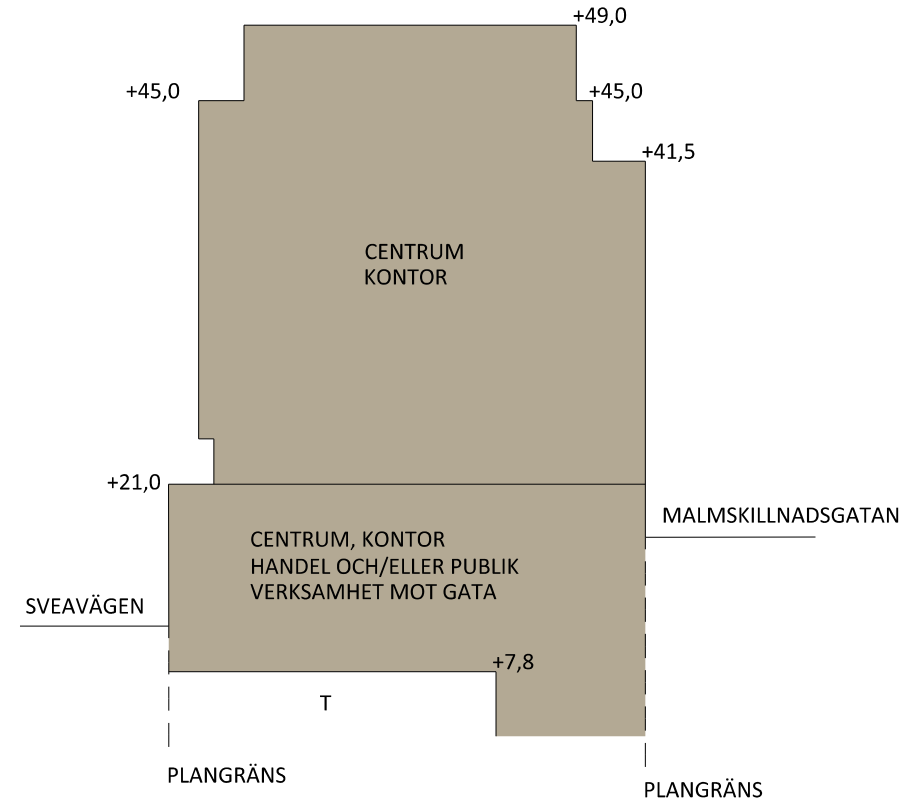 +49,0
+45,0
+45,0
+41,5
CENTRUM
KONTOR
+21,0
MALMSKILLNADSGATAN
CENTRUM, KONTOR
HANDEL OCH/ELLER PUBLIK
VERKSAMHET MOT GATA
SVEAVÄGEN
+7,8
T
PLANGRÄNS
PLANGRÄNS